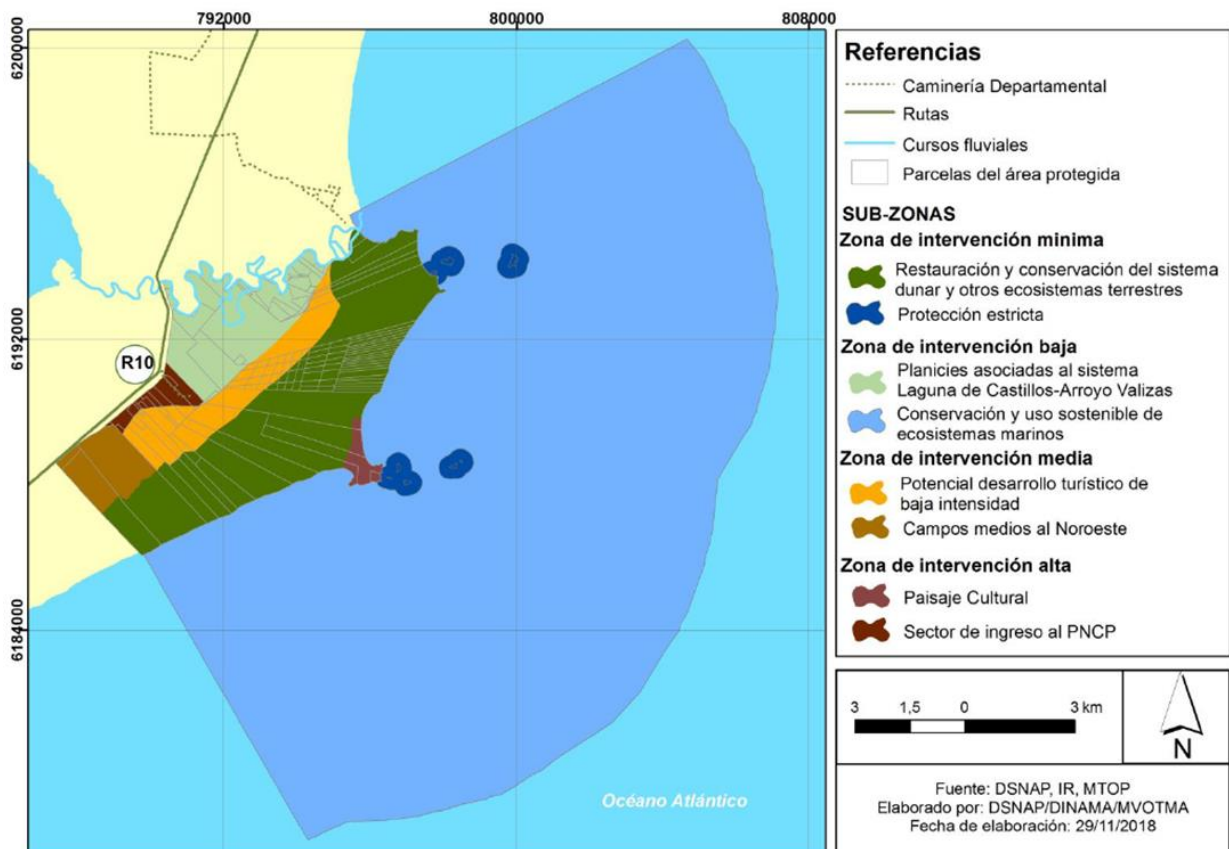 792000
800000
808000
6200000
6192000
6184000
R10
Océano Atlántico
Referencias
Caminería Departamental
Rutas
Cursos fluviales
Parcelas del área protegida
SUB-ZONAS
Zona de intervención minima
Restauración y conservación del sistema
dunar y otros ecosistemas terrestres
Protección estricta
Zona de intervención baja
Planicies asociadas al sistema
Laguna de Castillos-Arroyo Valizas
Conservación y uso sostenible de
ecosistemas marinos
Zona de intervención media
Potencial desarrollo turístico de
baja intensidad
Campos medios al Noroeste
Zona de intervención alta
Paisaje Cultural
Sector de ingreso al PNCP
3 1,5 0 3 km
N
Fuente: DSNAP, IR, MTOP
Elaborado por: DSNAP/DINAMA/MVOTMA
Fecha de elaboración: 29/11/2018